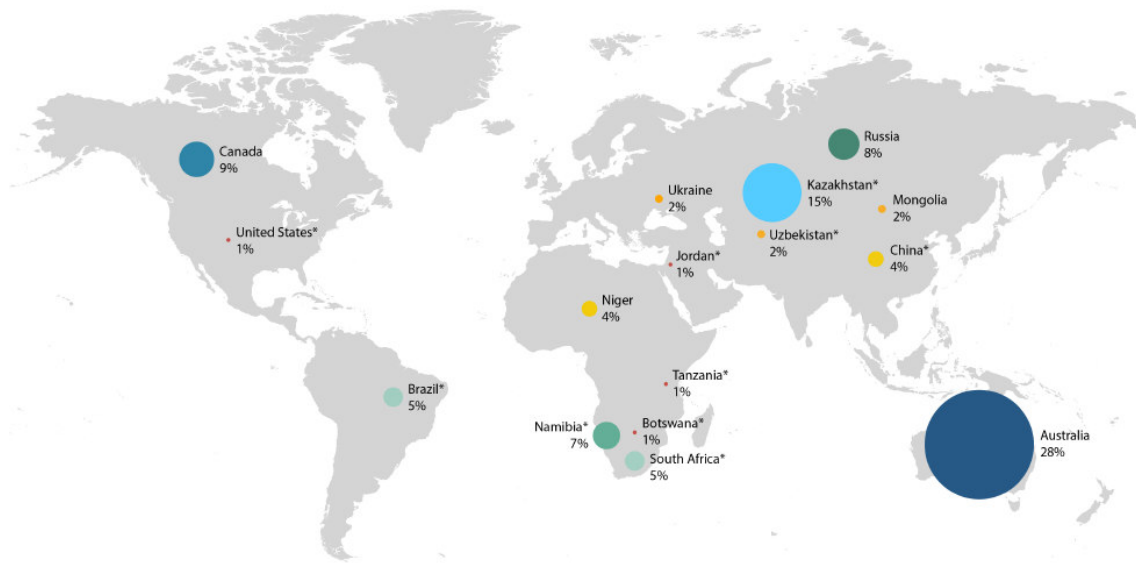 Canada
9%
United States*
1%
Brazil*
5%
Russia
8%
Kazakhstan*
15%
Ukraine
2%
Mongolia
2%
Uzbekistan*
2%
China*
4%
Jordan*
1%
Niger
4%
Tanzania*
1%
Namibia*
7%
Botswana*
1%
South Africa*
5%
Australia
28%